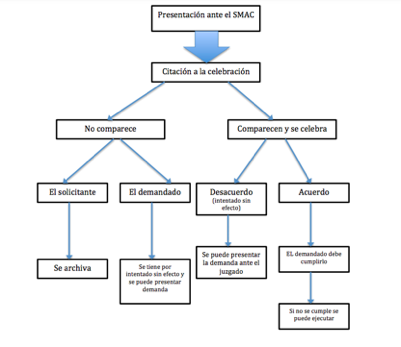 Presentación ante el SMAC
Citación a la celebración
No comparece
Comparecen y se celebra
El solicitante
El demandado
Desacuerdo
(intentado sin
efecto)
Acuerdo
Se archiva
Se tiene por
intentado sin efecto y
se puede presentar
demanda
Se puede presentar
la demanda ante el
juzgado
EL demandado debe
cumplirlo
Si no se cumple se
puede ejecutar